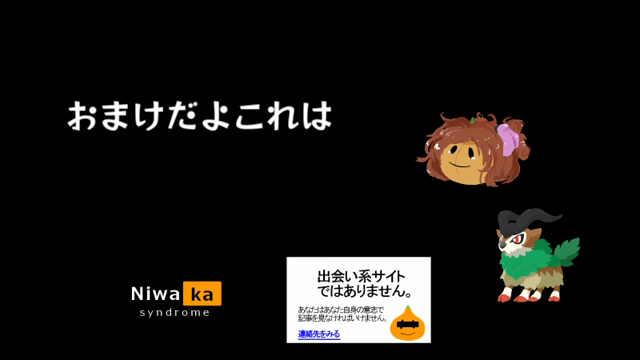 おまけだよこれは
Niwa ka
syndrome
出会い系サイト
ではありません。
あなたはあなた自身の意志で
記事を見なければいけません。
連絡先をみる